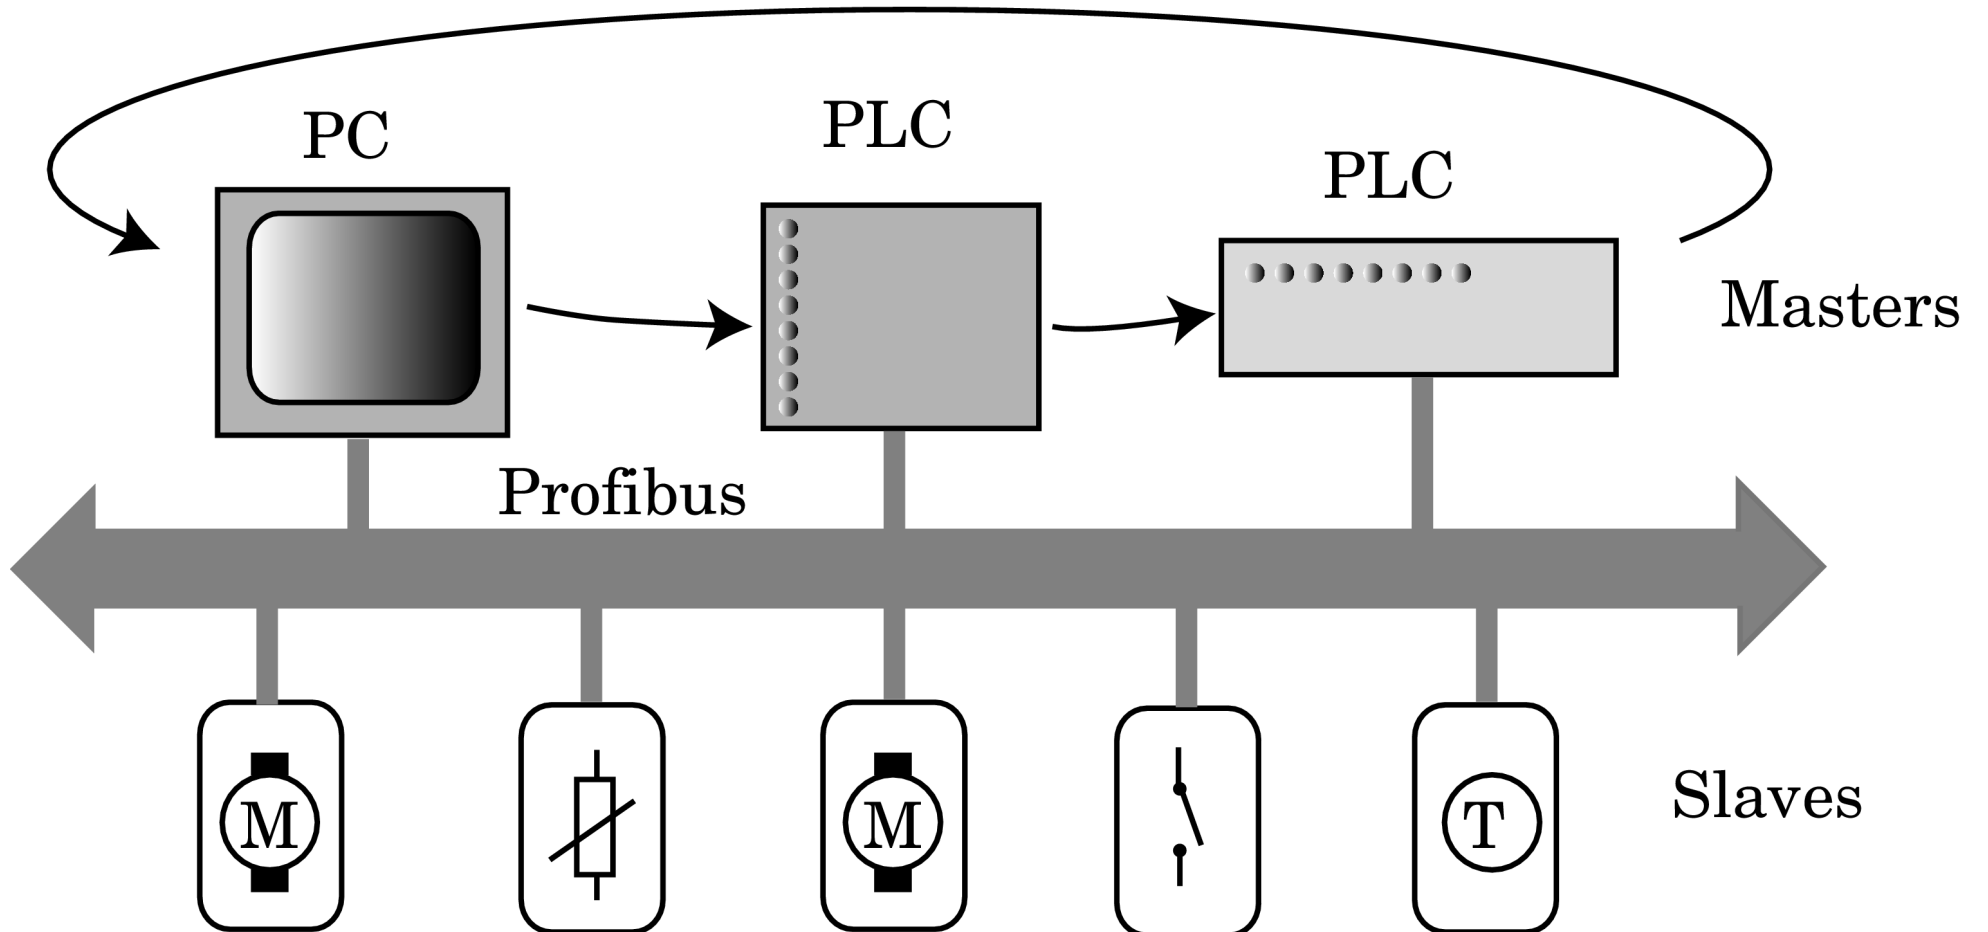 PC
PLC
PLC
Masters
Profibus
M
M
T
Slaves